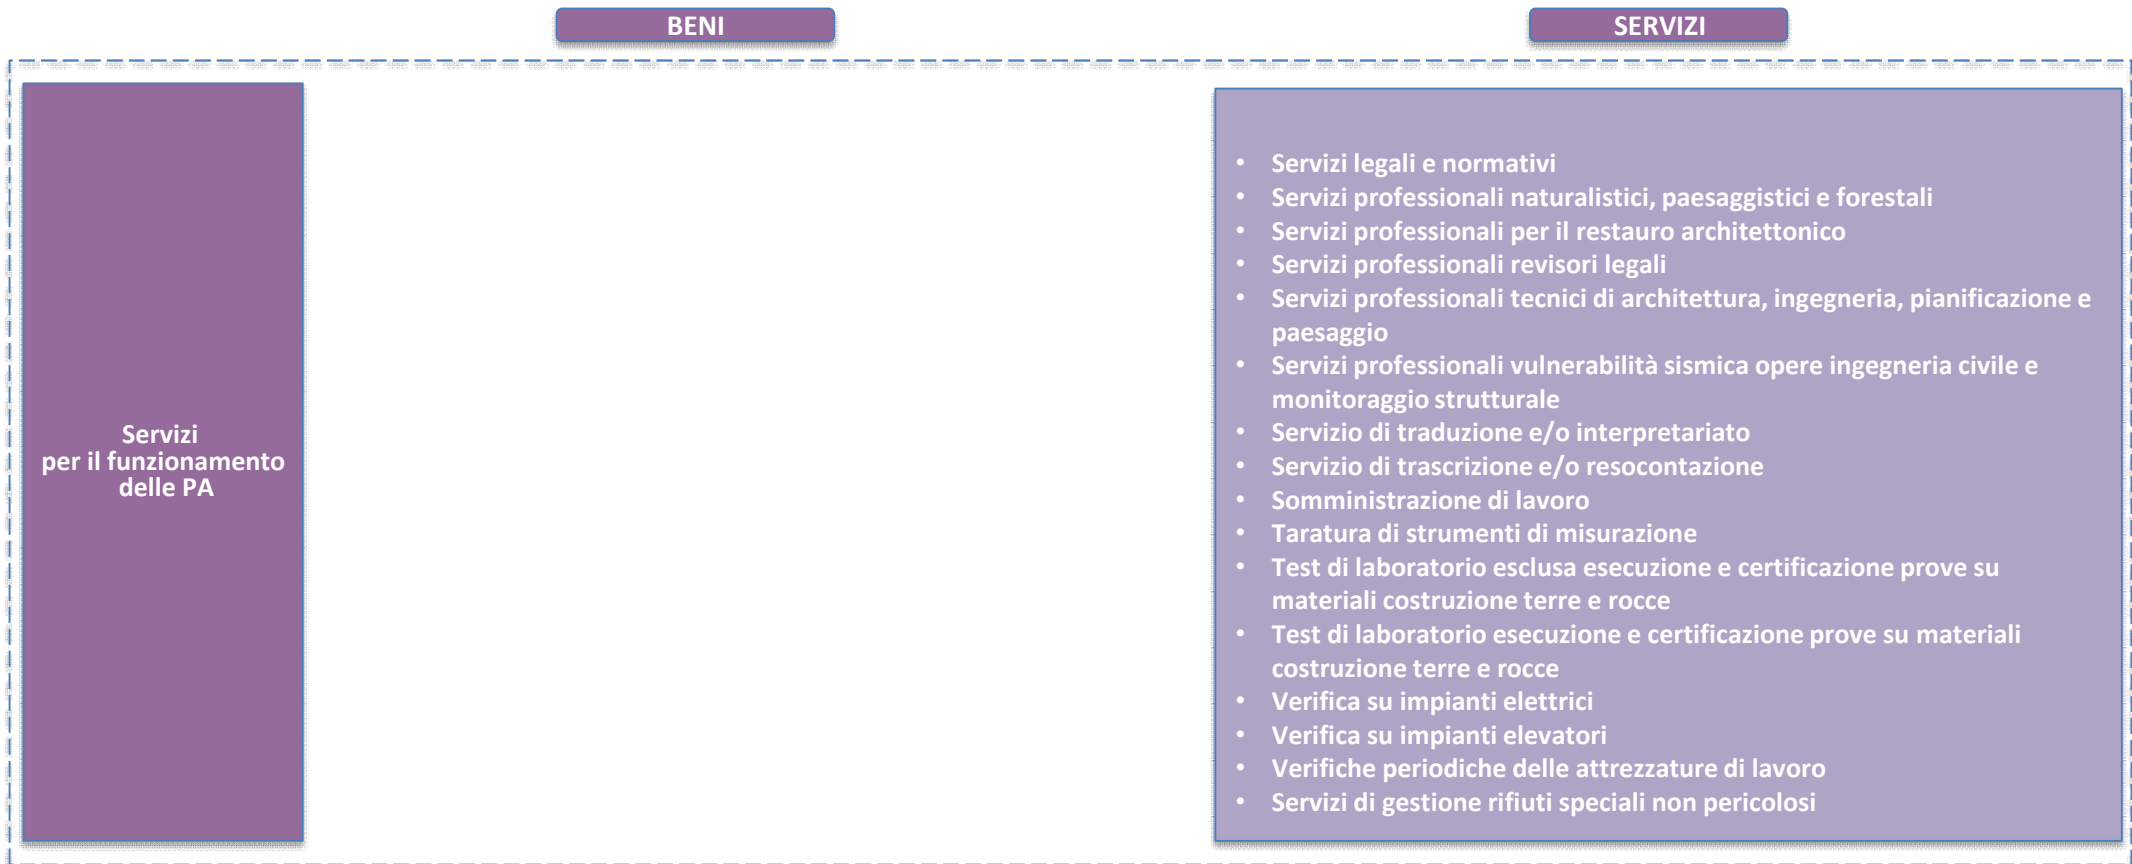 BENI
SERVIZI
Servizi
per il funzionamento
delle PA
• Servizi legali e normativi
• Servizi professionali naturalistici, paesaggistici e forestali
• Servizi professionali per il restauro architettonico
• Servizi professionali revisori legali
• Servizi professionali tecnici di architettura, ingegneria, pianificazione e
paesaggio
• Servizi professionali vulnerabilità sismica opere ingegneria civile e
monitoraggio strutturale
• Servizio di traduzione e/o interpretariato
• Servizio di trascrizione e/o resocontazione
• Somministrazione di lavoro
• Taratura di strumenti di misurazione
• Test di laboratorio esclusa esecuzione e certificazione prove su
materiali costruzione terre e rocce
• Test di laboratorio esecuzione e certificazione prove su materiali
costruzione terre e rocce
• Verifica su impianti elettrici
• Verifica su impianti elevatori
• Verifiche periodiche delle attrezzature di lavoro
• Servizi di gestione rifiuti speciali non pericolosi